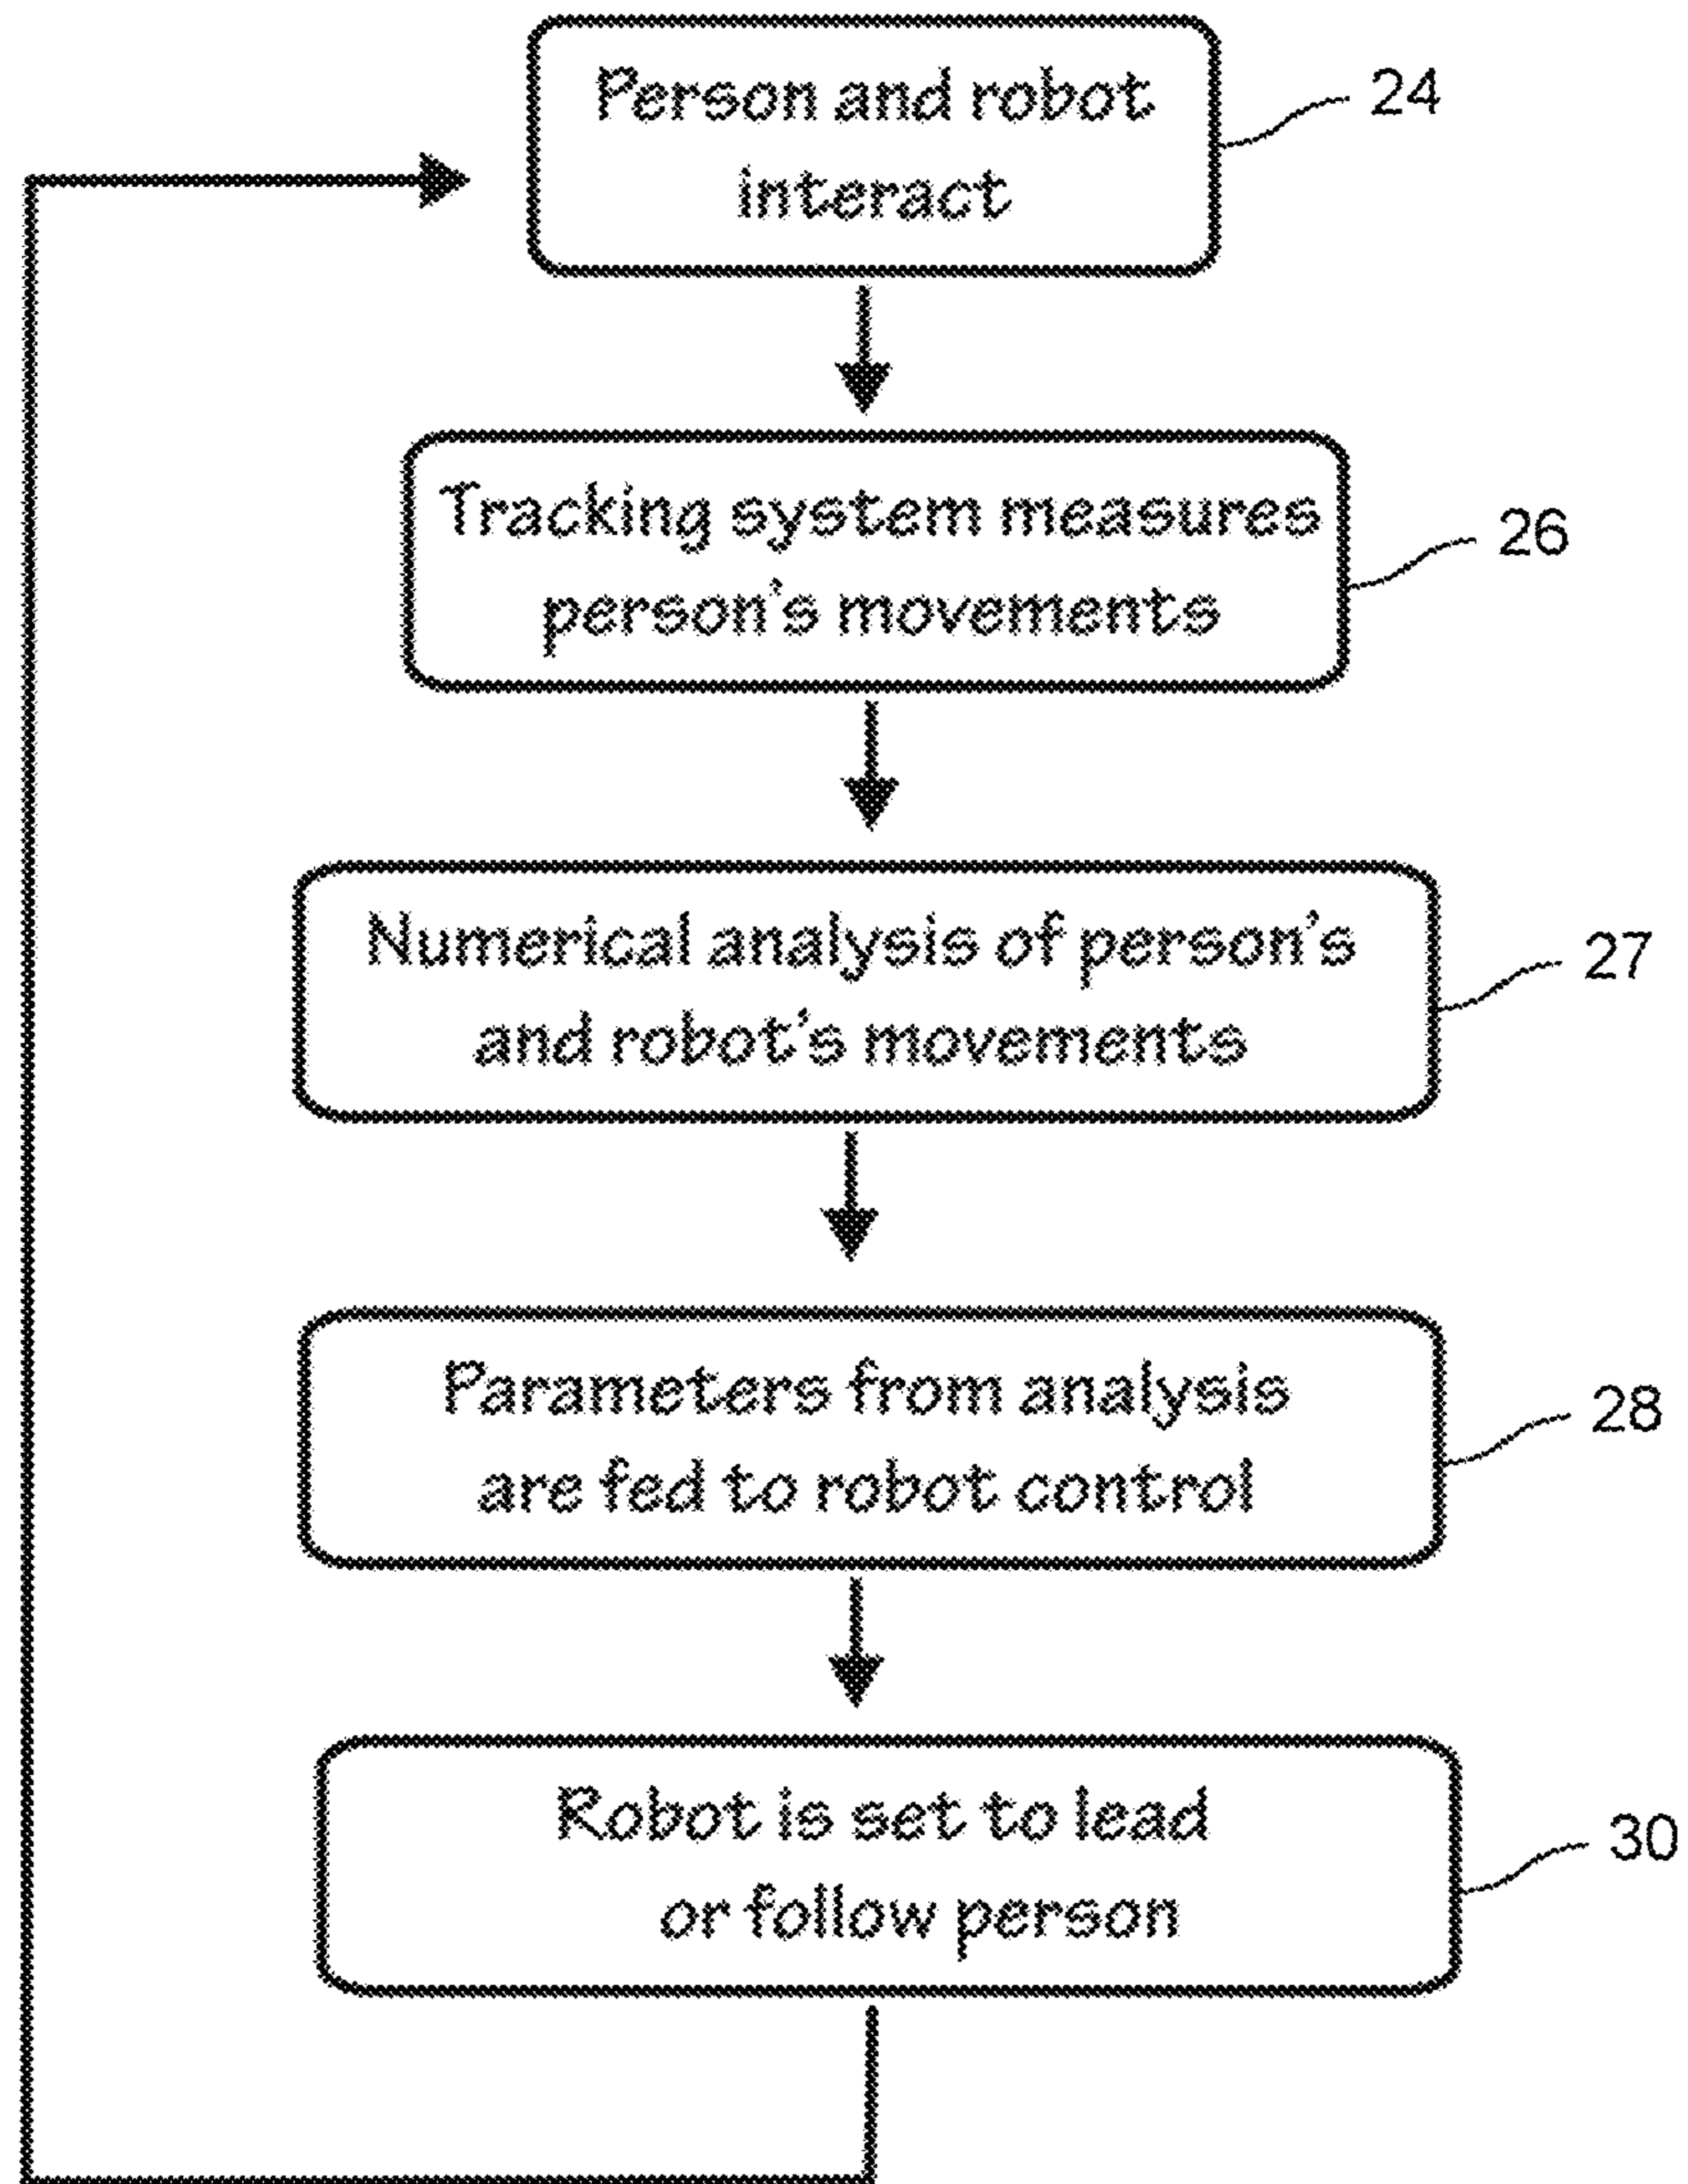 Person and robot
interact
24
Tracking system measures
person's movements
26
Numerical analysis of person's
and robot's movements
27
Parameters from analysis
are fed to robot control
28
Robot is set to lead
or follow person
30